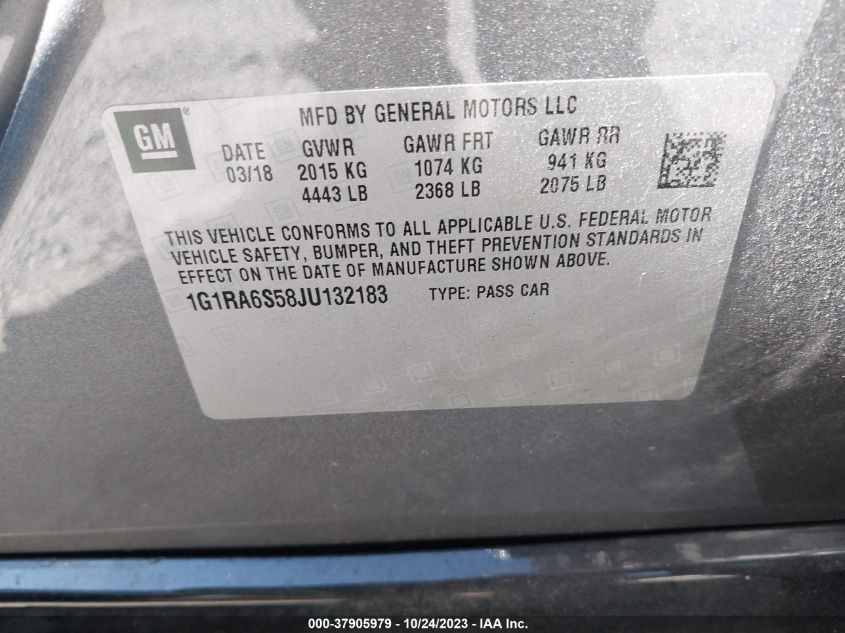 GM ®
MFD BY GENERAL MOTORS LLC
DATE GVWR GAWR FRT GAWR RR
03/18 2015 KG 1074 KG 941 KG
4443 LB 2368 LB 2075 LB
THIS VEHICLE CONFORMS TO ALL APPLICABLE U.S. FEDERAL MOTOR
VEHICLE SAFETY, BUMPER, AND THEFT PREVENTION STANDARDS IN
EFFECT ON THE DATE OF MANUFACTURE SHOWN ABOVE.
1G1RA6S58JU132183 TYPE: PASS CAR
000-37905979 - 10/24/2023 - IAA Inc.